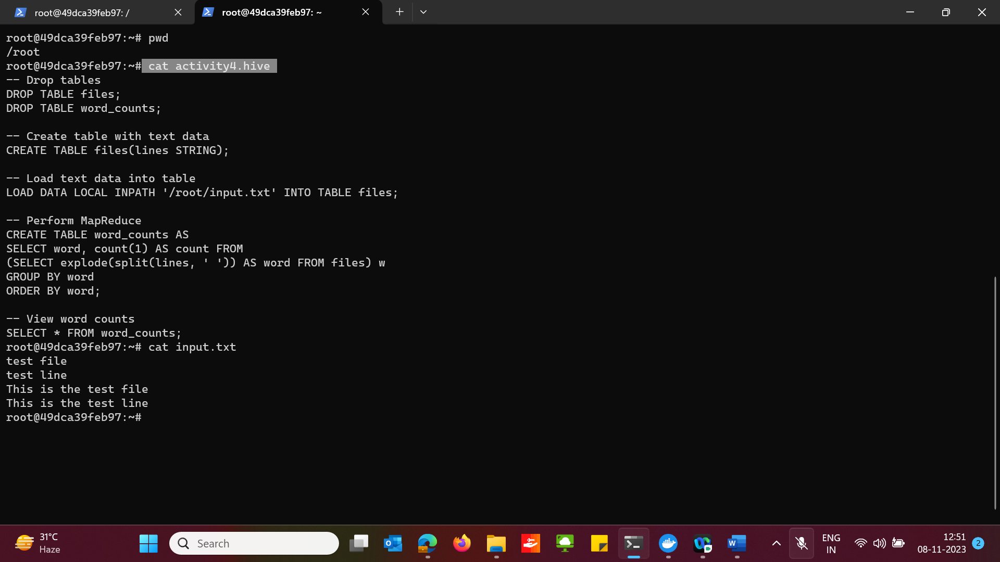 root@49dca39feb97: /
root@49dca39feb97: ~
root@49dca39feb97:~# pwd
/root
root@49dca39feb97:~# cat activity4.hive
-- Drop tables
DROP TABLE files;
DROP TABLE word_counts;
-- Create table with text data
CREATE TABLE files(lines STRING);
-- Load text data into table
LOAD DATA LOCAL INPATH '/root/input.txt' INTO TABLE files;
-- Perform MapReduce
CREATE TABLE word_counts AS
SELECT word, count(1) AS count FROM
(SELECT explode(split(lines, ' ')) AS word FROM files) w
GROUP BY word
ORDER BY word;
-- View word counts
SELECT * FROM word_counts;
root@49dca39feb97:~# cat input.txt
test file
test line
This is the test file
This is the test line
root@49dca39feb97:~#
31°C
Haze
Search
ENG
IN
12:51
08-11-2023
2